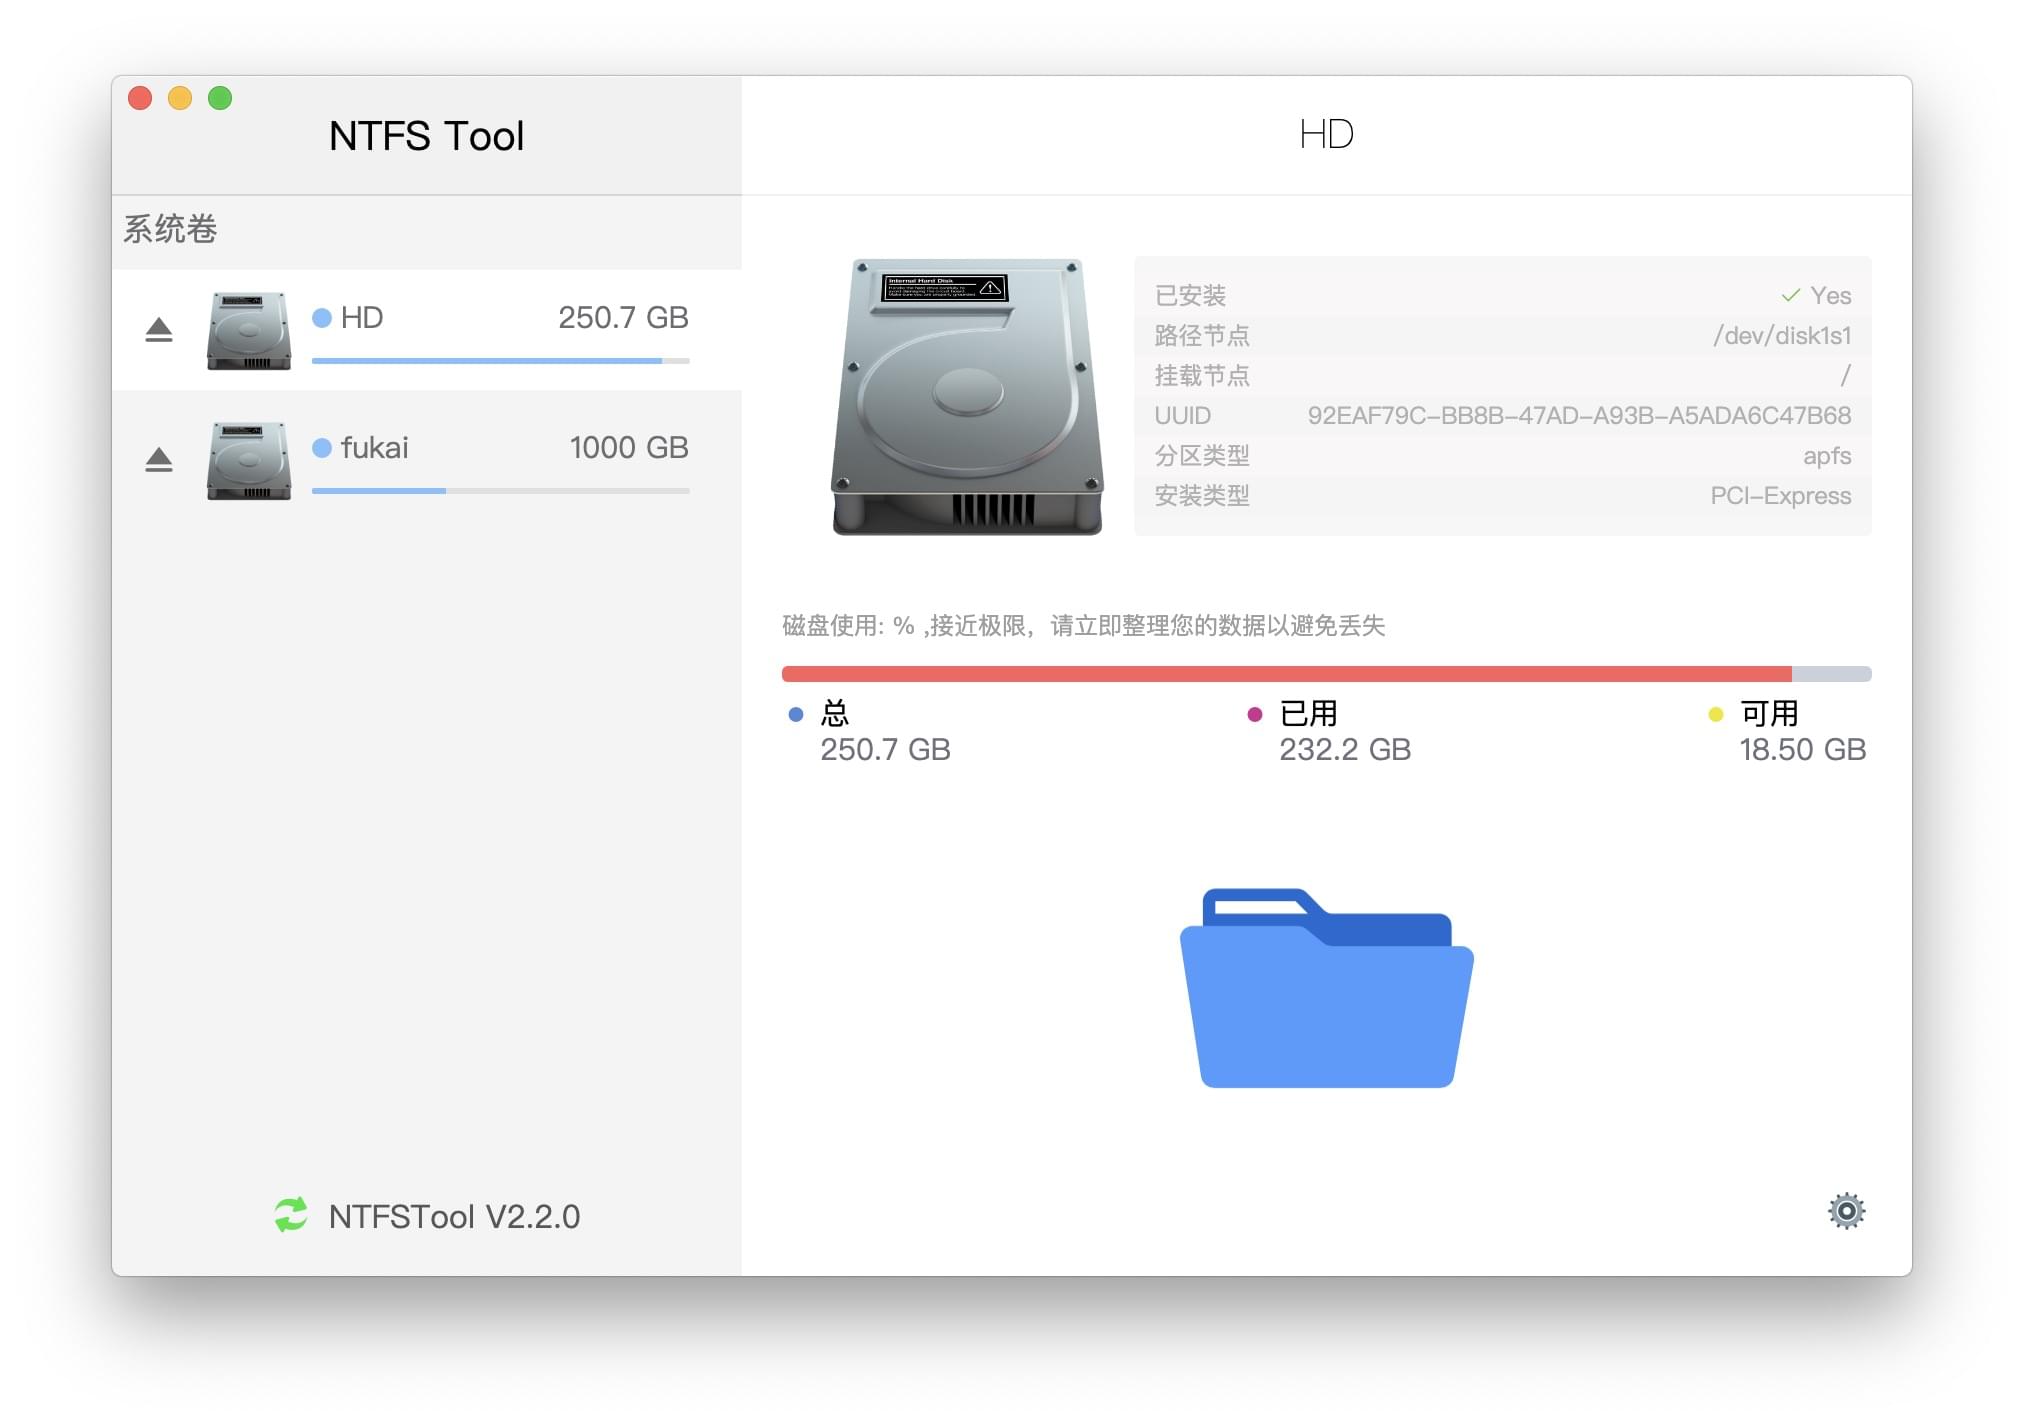 NTFS Tool
系统卷
HD 250.7 GB
fukai 1000 GB
NTFSTool V2.2.0
HD
Internal Hard Disk
已安装 Yes
路径节点 /dev/disk1s1
挂载节点 /
UUID 92EAF79C-BB8B-47AD-A93B-A5ADA6C47B68
分区类型 apfs
安装类型 PCI-Express
磁盘使用: % ,接近极限，请立即整理您的数据以避免丢失
总 已用 可用
250.7 GB 232.2 GB 18.50 GB